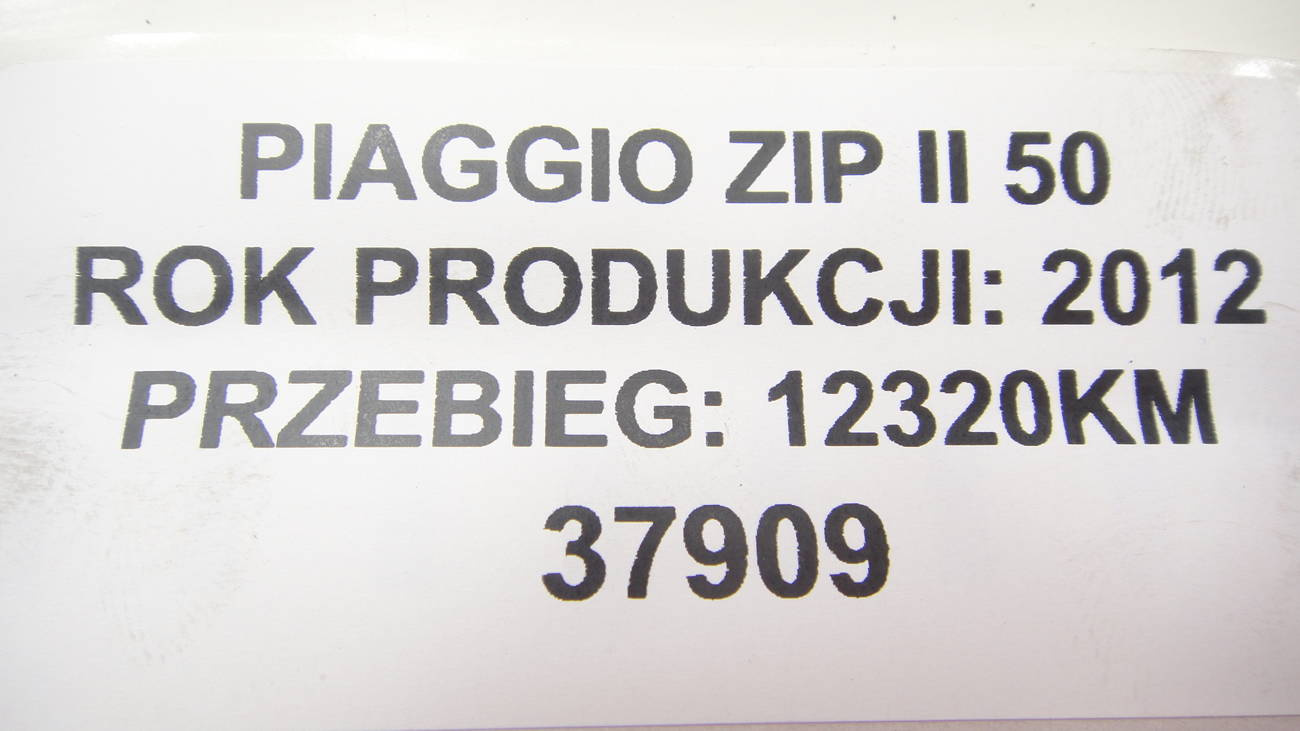 PIAGGIO ZIP II 50
ROK PRODUKCJI: 2012
PRZEBIEG: 12320KM
37909